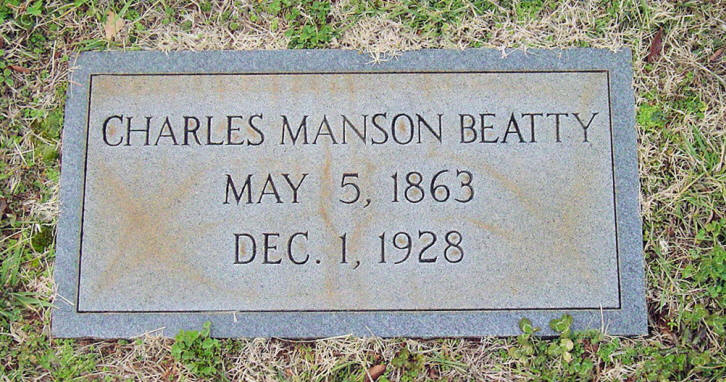 CHARLES MANSON BEATTY
MAY 5, 1863
DEC. 1, 1928